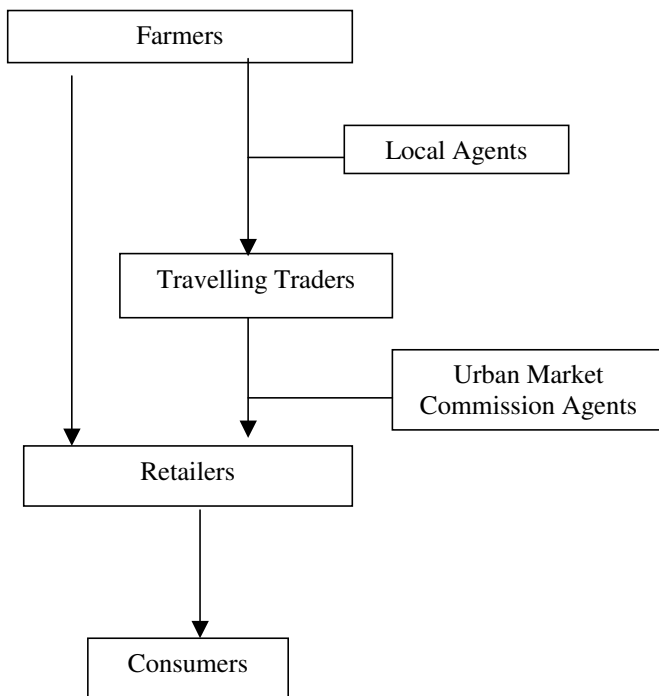 Farmers
Local Agents
Travelling Traders
Urban Market
Commission Agents
Retailers
Consumers